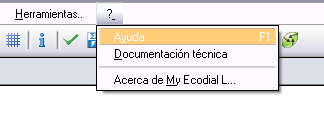 Herramientas.. ?
Ayuda F1
Documentación técnica
Acerca de My Ecodial L...